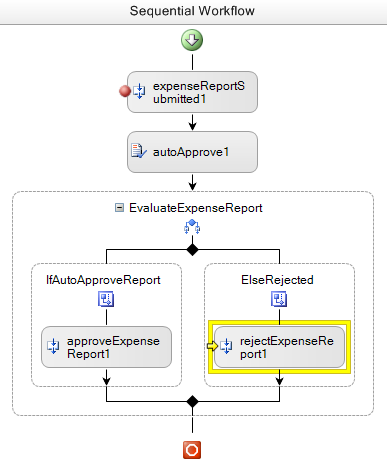 Sequential Workflow
expenseReportS
ubmitted1
autoApprove1
EvaluateExpenseReport
IfAutoApproveReport
ElseRejected
approveExpense
Report1
rejectExpenseRe
port1